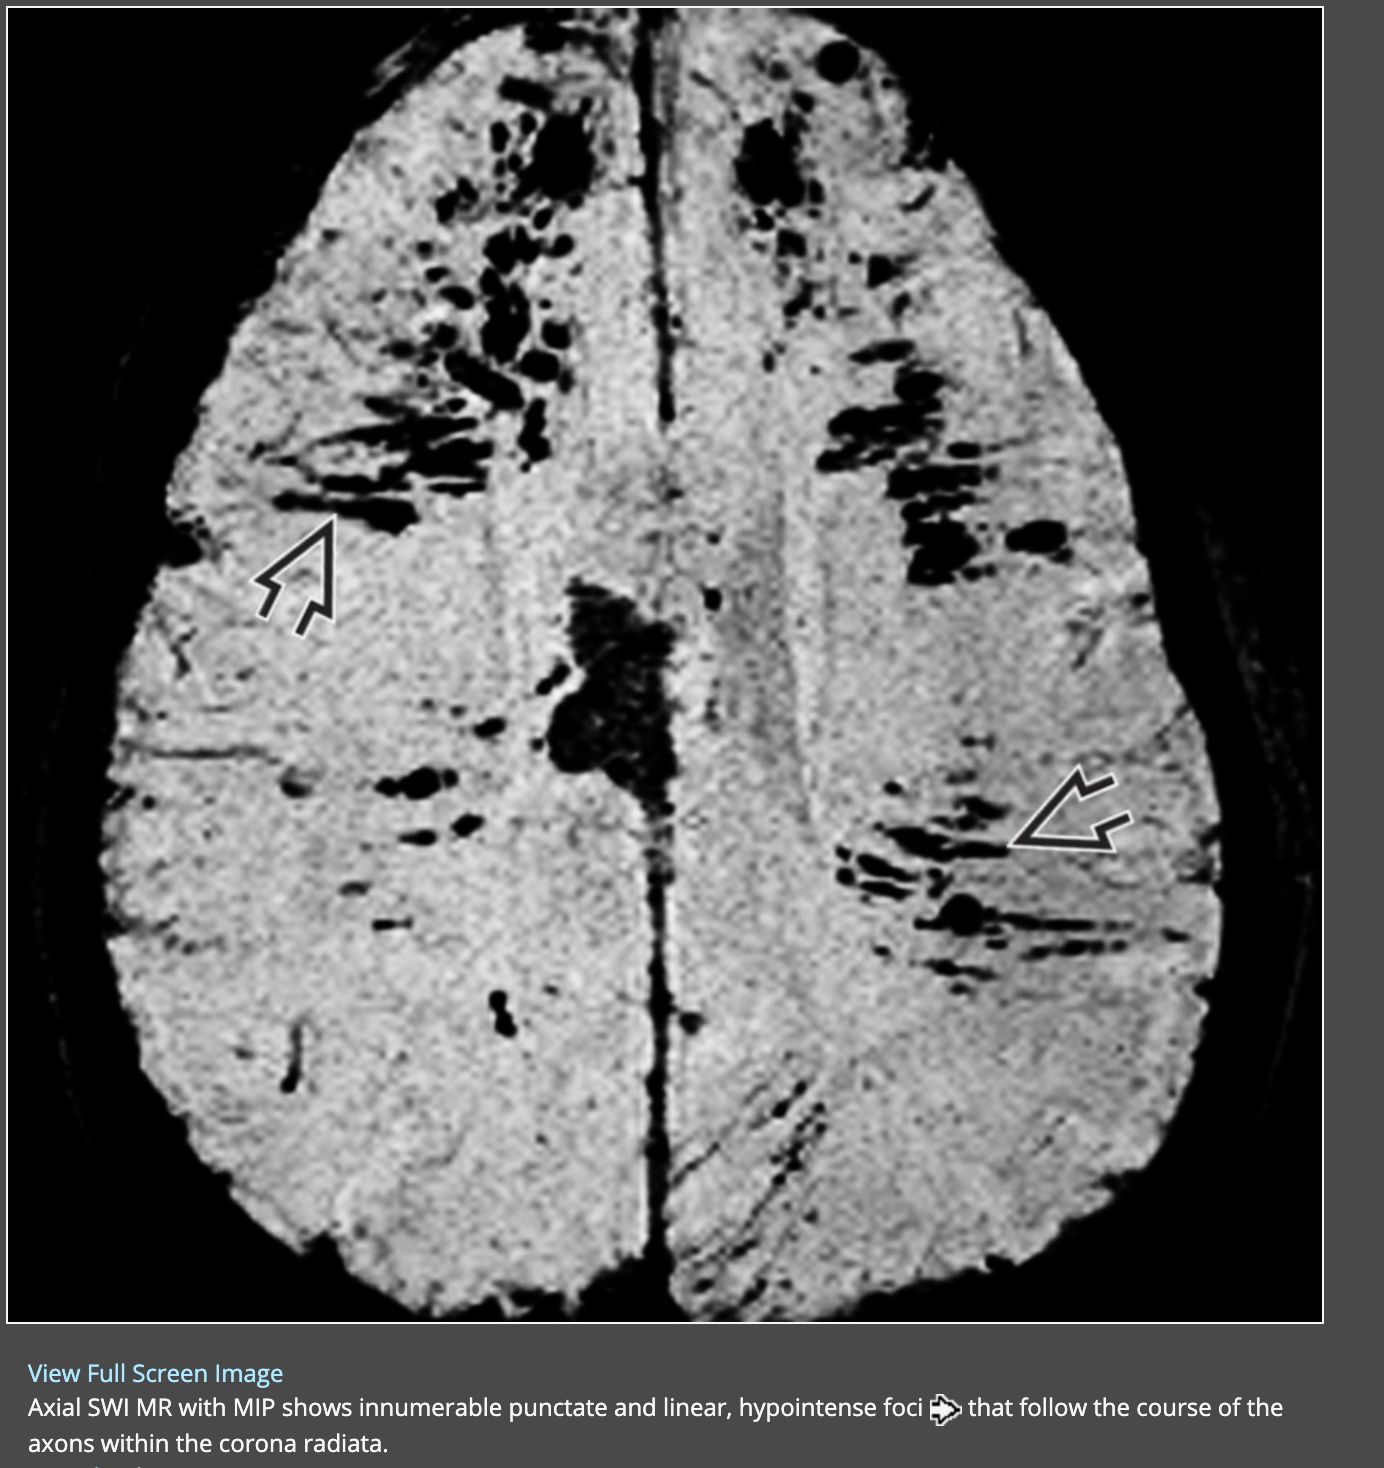 View Full Screen Image
Axial SWI MR with MIP shows innumerable punctate and linear, hypointense foci that follow the course of the
axons within the corona radiata.